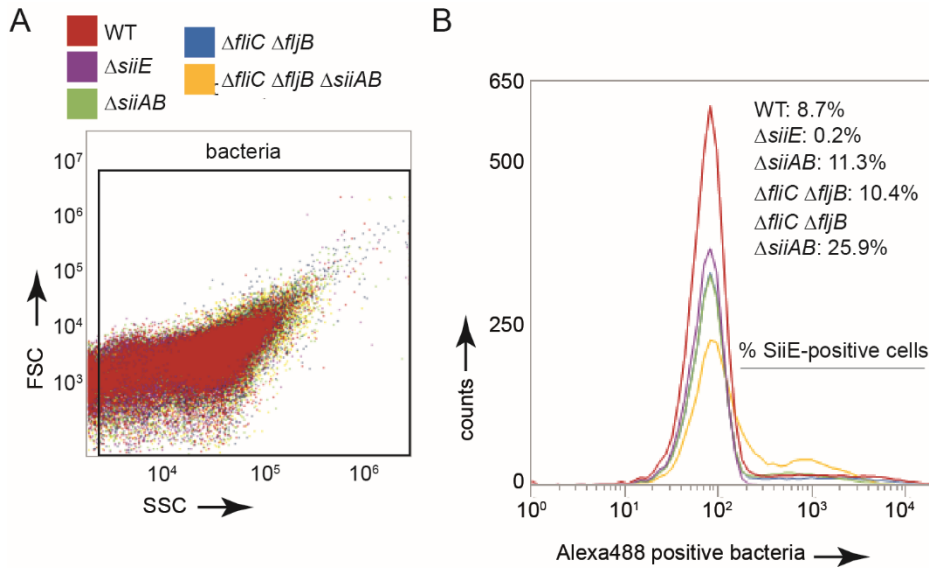 A
WT
ΔsiiE
ΔsiiAB
ΔfliC ΔfljB
ΔfliC ΔfljB ΔsiiAB
bacteria
10⁷
10⁶
10⁵
10⁴
10³
FSC
10⁴ 10⁵ 10⁶
SSC
B
650
500
250
0
counts
WT: 8.7%
ΔsiiE: 0.2%
ΔsiiAB: 11.3%
ΔfliC ΔfljB: 10.4%
ΔfliC ΔfljB
ΔsiiAB: 25.9%
% SiiE-positive cells
10⁰ 10¹ 10² 10³ 10⁴
Alexa488 positive bacteria